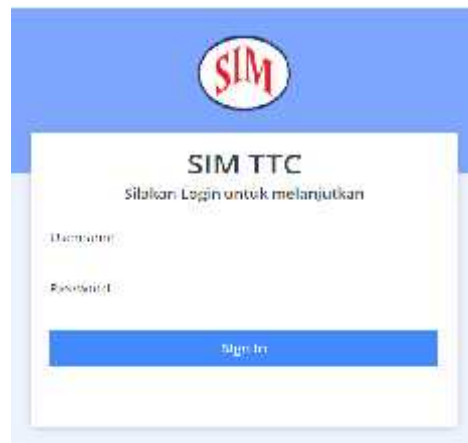 SIM
SIM TTC
Silakan Login untuk melanjutkan
Username
Password
Sign In